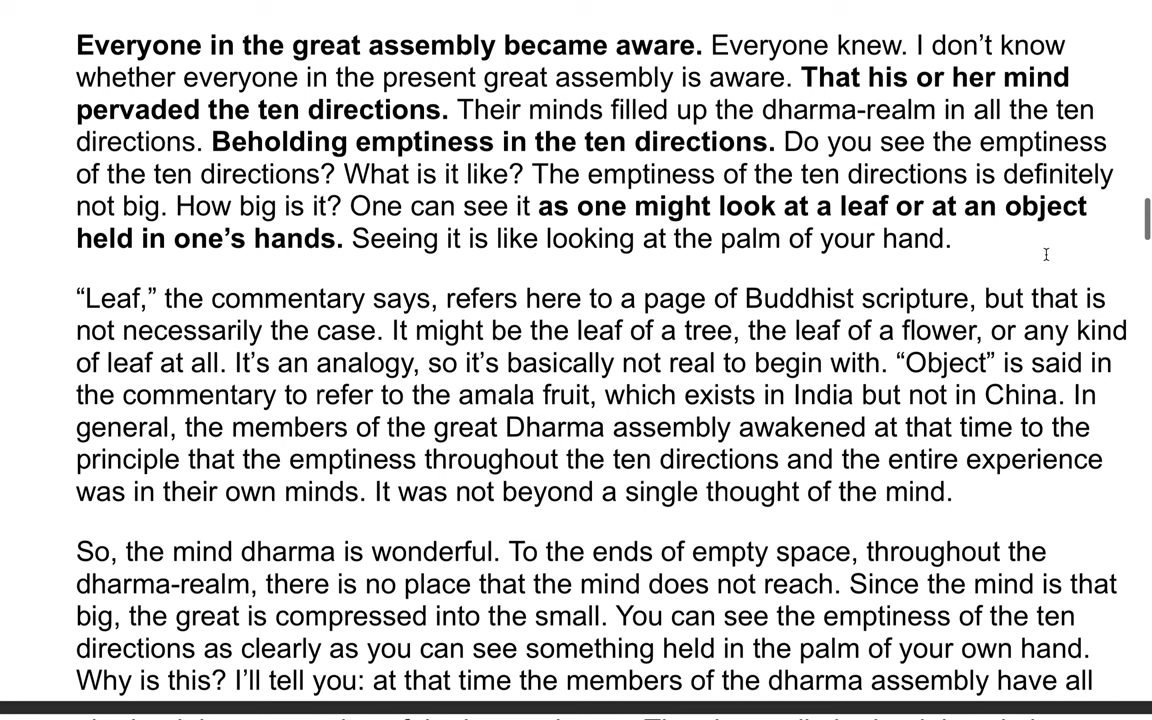 Everyone in the great assembly became aware. Everyone knew. I don’t know
whether everyone in the present great assembly is aware. That his or her mind
pervaded the ten directions. Their minds filled up the dharma-realm in all the ten
directions. Beholding emptiness in the ten directions. Do you see the emptiness
of the ten directions? What is it like? The emptiness of the ten directions is definitely
not big. How big is it? One can see it as one might look at a leaf or at an object
held in one’s hands. Seeing it is like looking at the palm of your hand.
“Leaf,” the commentary says, refers here to a page of Buddhist scripture, but that is
not necessarily the case. It might be the leaf of a tree, the leaf of a flower, or any kind
of leaf at all. It’s an analogy, so it’s basically not real to begin with. “Object” is said in
the commentary to refer to the amala fruit, which exists in India but not in China. In
general, the members of the great Dharma assembly awakened at that time to the
principle that the emptiness throughout the ten directions and the entire experience
was in their own minds. It was not beyond a single thought of the mind.
So, the mind dharma is wonderful. To the ends of empty space, throughout the
dharma-realm, there is no place that the mind does not reach. Since the mind is that
big, the great is compressed into the small. You can see the emptiness of the ten
directions as clearly as you can see something held in the palm of your own hand.
Why is this? I’ll tell you: at that time the members of the dharma assembly have all